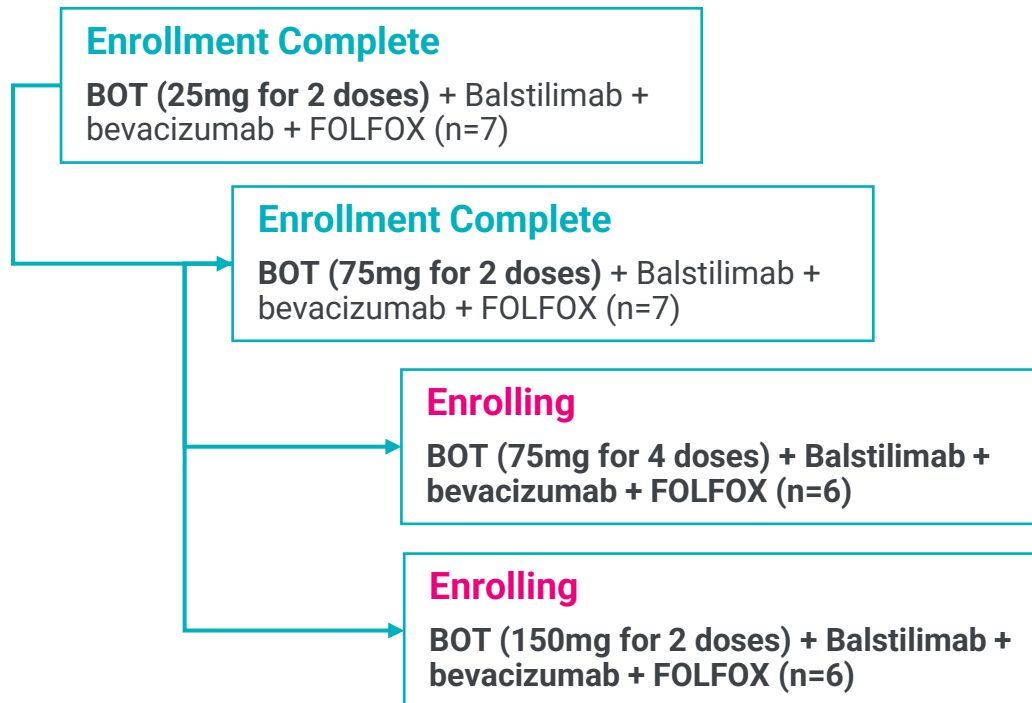 Enrollment Complete
BOT (25mg for 2 doses) + Balstilimab +
bevacizumab + FOLFOX (n=7)
Enrollment Complete
BOT (75mg for 2 doses) + Balstilimab +
bevacizumab + FOLFOX (n=7)
Enrolling
BOT (75mg for 4 doses) + Balstilimab +
bevacizumab + FOLFOX (n=6)
Enrolling
BOT (150mg for 2 doses) + Balstilimab +
bevacizumab + FOLFOX (n=6)